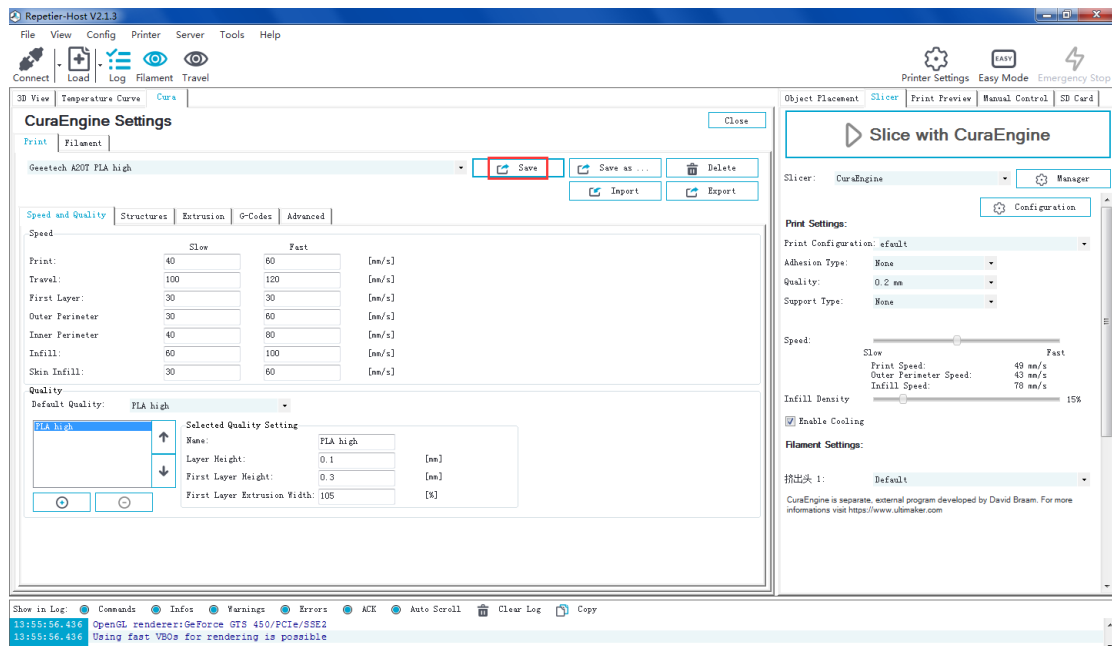 Repetier-Host V2.1.3
File View Config Printer Server Tools Help
Connect Load Log Filament Travel
Printer Settings Easy Mode Emergency Stop
EASY
3D View Temperature Curve Cura
Object Placement Slicer Print Preview Manual Control SD Card
CuraEngine Settings
Close
Slice with CuraEngine
Print Filament
Geeetech A20T PLA high
Save Save as ... Delete
Import Export
Slicer: CuraEngine Manager
Configuration
Speed and Quality Structures Extrusion G-Codes Advanced
Speed
Slow Fast
Print: 40 60 [mm/s]
Travel: 100 120 [mm/s]
First Layer: 30 30 [mm/s]
Outer Perimeter 30 60 [mm/s]
Inner Perimeter 40 80 [mm/s]
Infill: 60 100 [mm/s]
Skin Infill: 30 60 [mm/s]
Quality
Default Quality: PLA high
PLA high
Selected Quality Setting
Name: PLA high
Layer Height: 0.1 [mm]
First Layer Height: 0.3 [mm]
First Layer Extrusion Width: 105 [%]
Print Settings:
Print Configuration: efault
Adhesion Type: None
Quality: 0.2 mm
Support Type: None
Speed:
Slow Fast
Print Speed: 49 mm/s
Outer Perimeter Speed: 43 mm/s
Infill Speed: 78 mm/s
Infill Density 15%
Enable Cooling
Filament Settings:
挤出头 1: Default
CuraEngine is separate, external program developed by David Braam. For more
informations visit https://www.ultimaker.com
Show in Log: Commands Infos Warnings Errors ACK Auto Scroll Clear Log Copy
13:55:56.436 OpenGL renderer:GeForce GTS 450/PCIe/SSE2
13:55:56.436 Using fast VBOs for rendering is possible